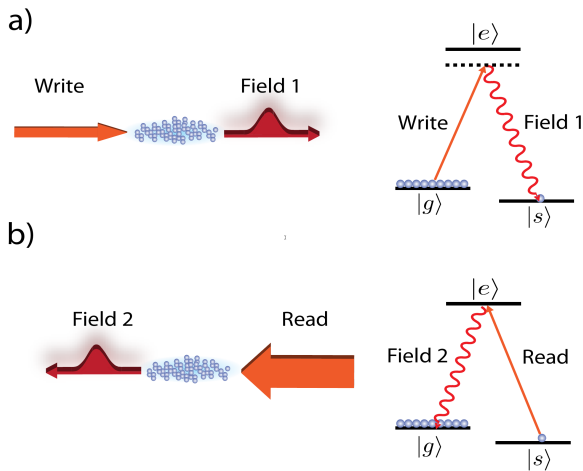 a)
Write
Field 1
|e⟩
Write
Field 1
|g⟩
|s⟩
b)
Field 2
Read
|e⟩
Field 2
Read
|g⟩
|s⟩